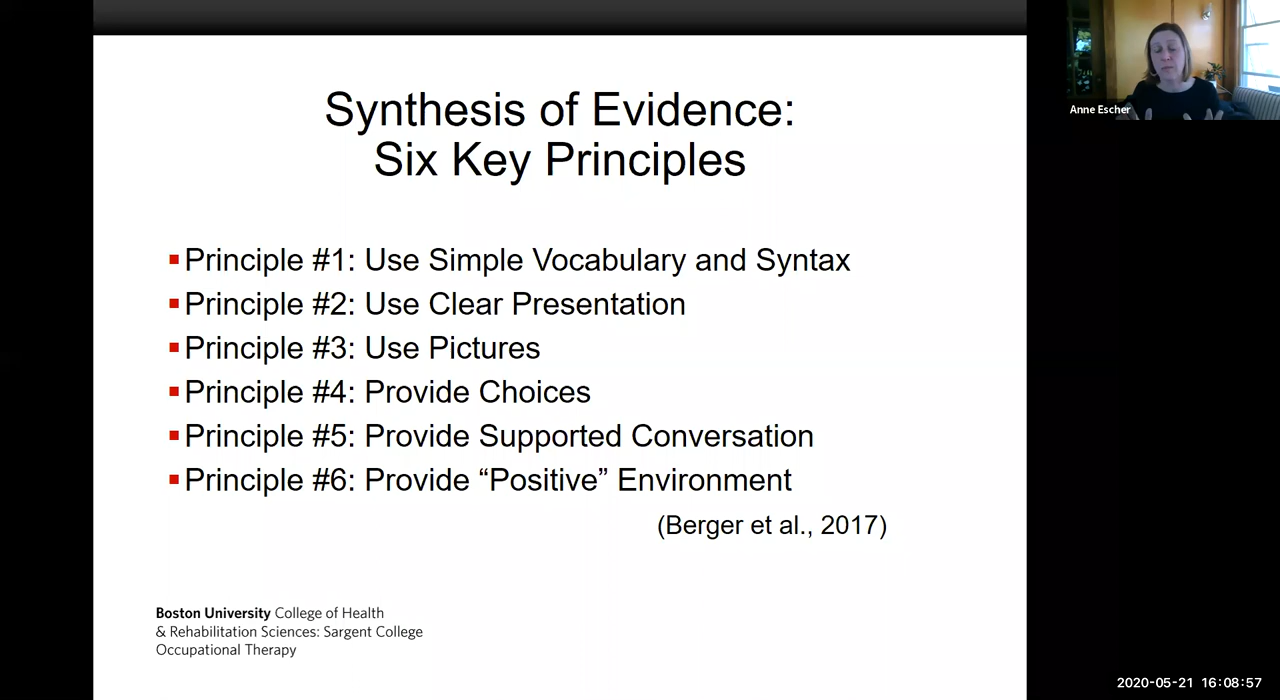 Synthesis of Evidence:
Six Key Principles
Principle #1: Use Simple Vocabulary and Syntax
Principle #2: Use Clear Presentation
Principle #3: Use Pictures
Principle #4: Provide Choices
Principle #5: Provide Supported Conversation
Principle #6: Provide “Positive” Environment
(Berger et al., 2017)
Boston University College of Health
& Rehabilitation Sciences: Sargent College
Occupational Therapy
Anne Escher
2020-05-21 16:08:57